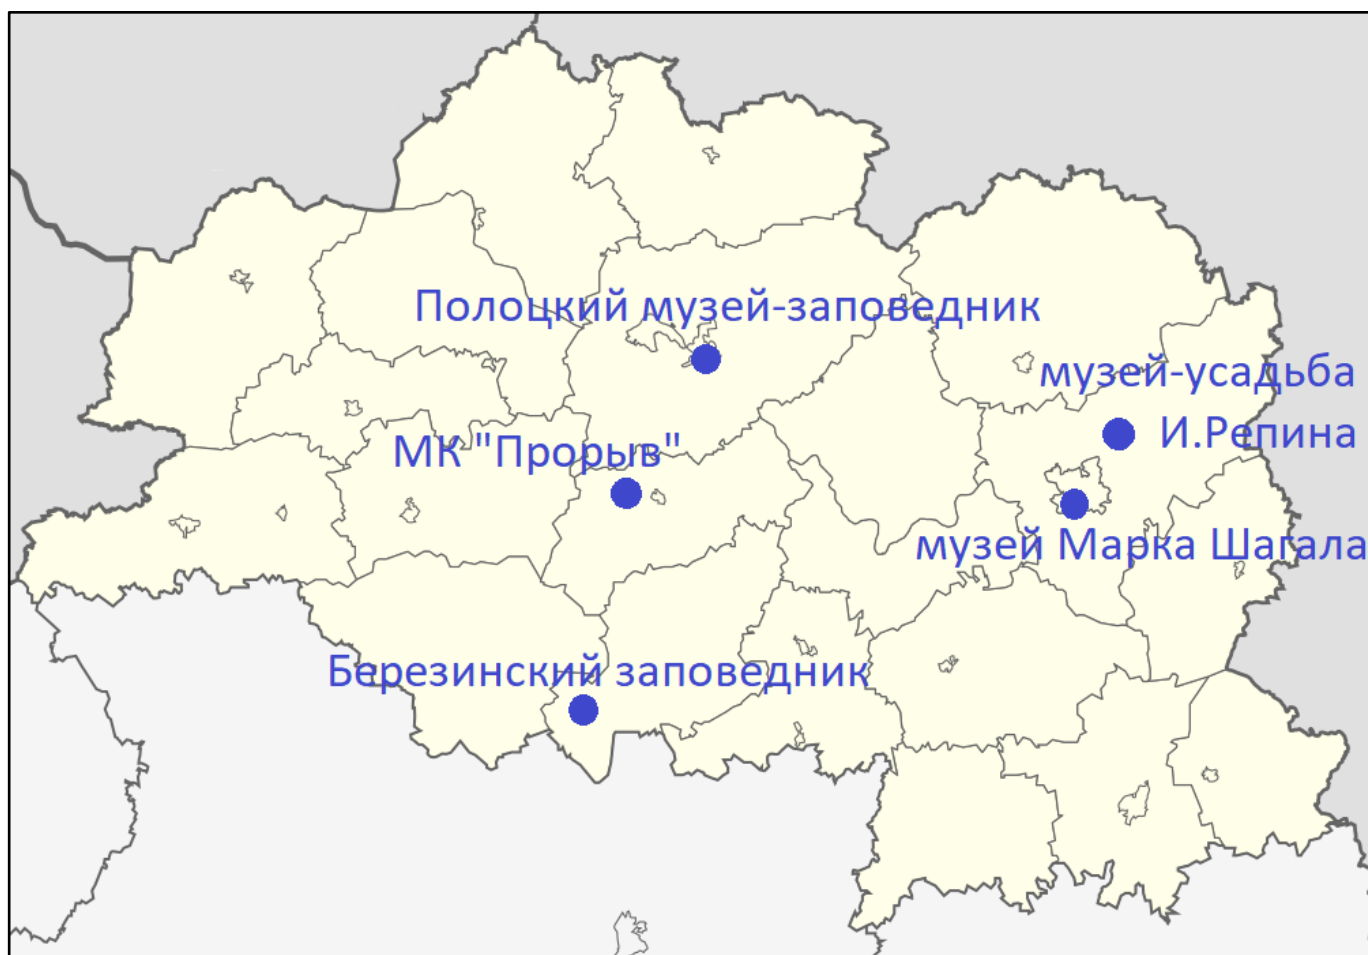 Полоцкий музей-заповедник
музей-усадьба
И.Репина
МК "Прорыв"
музей Марка Шагала
Березинский заповедник